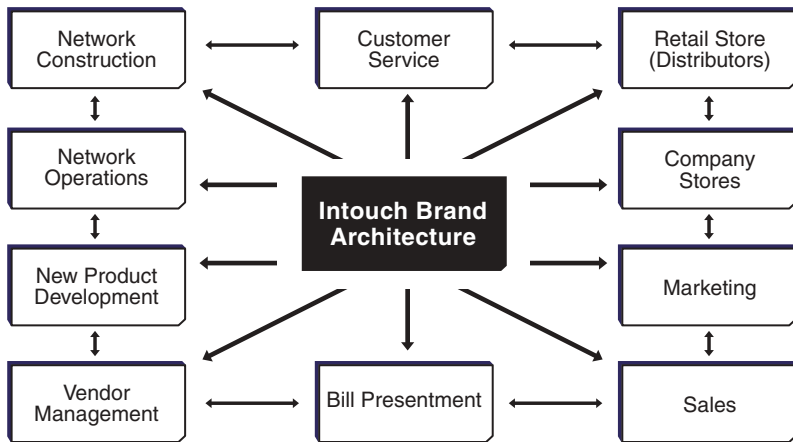 Network
Construction
Customer
Service
Retail Store
(Distributors)
Network
Operations
Company
Stores
Intouch Brand
Architecture
New Product
Development
Marketing
Vendor
Management
Bill Presentment
Sales